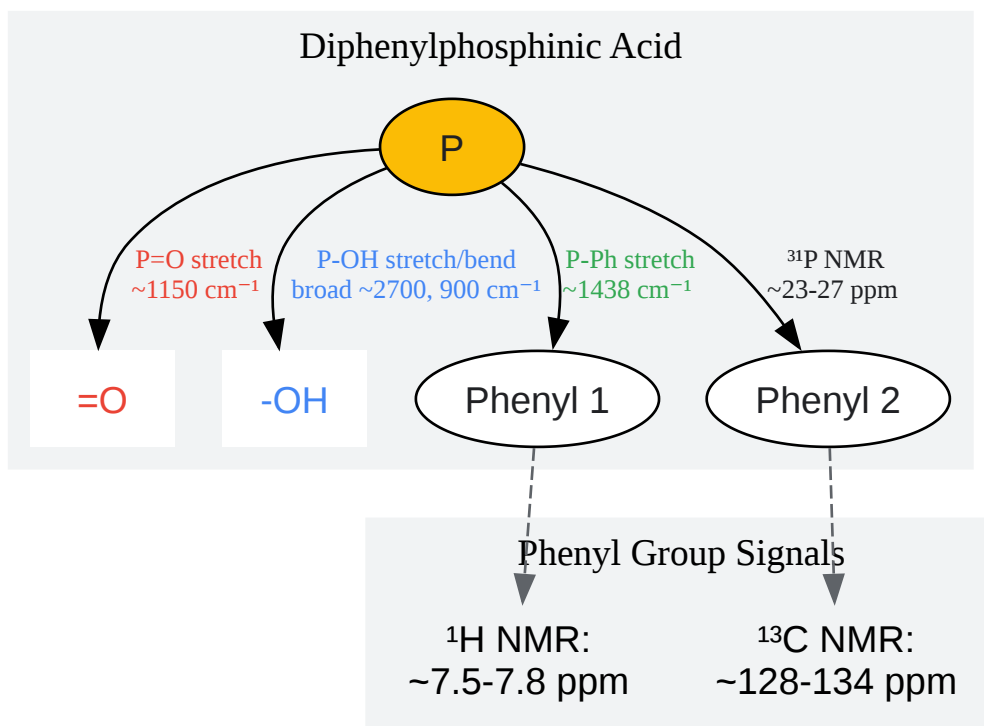 Diphenylphosphinic Acid
P
P=O stretch
~1150 cm⁻¹
P-OH stretch/bend
broad ~2700, 900 cm⁻¹
P-Ph stretch
~1438 cm⁻¹
³¹P NMR
~23-27 ppm
=O
-OH
Phenyl 1
Phenyl 2
Phenyl Group Signals
¹H NMR:
~7.5-7.8 ppm
¹³C NMR:
~128-134 ppm